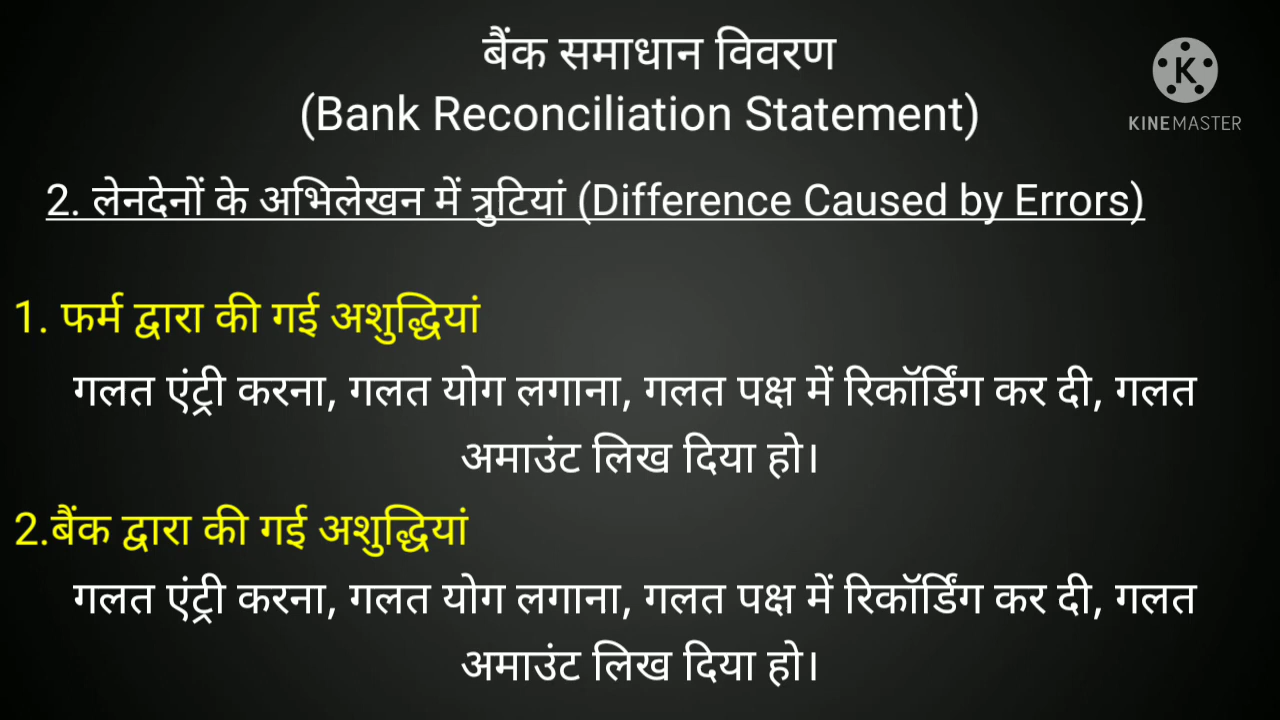 बैंक समाधान विवरण
(Bank Reconciliation Statement)
KINEMASTER
2. लेनदेनों के अभिलेखन में त्रुटियां (Difference Caused by Errors)
1. फर्म द्वारा की गई अशुद्धियां
गलत एंट्री करना, गलत योग लगाना, गलत पक्ष में रिकॉर्डिंग कर दी, गलत
अमाउंट लिख दिया हो।
2.बैंक द्वारा की गई अशुद्धियां
गलत एंट्री करना, गलत योग लगाना, गलत पक्ष में रिकॉर्डिंग कर दी, गलत
अमाउंट लिख दिया हो।